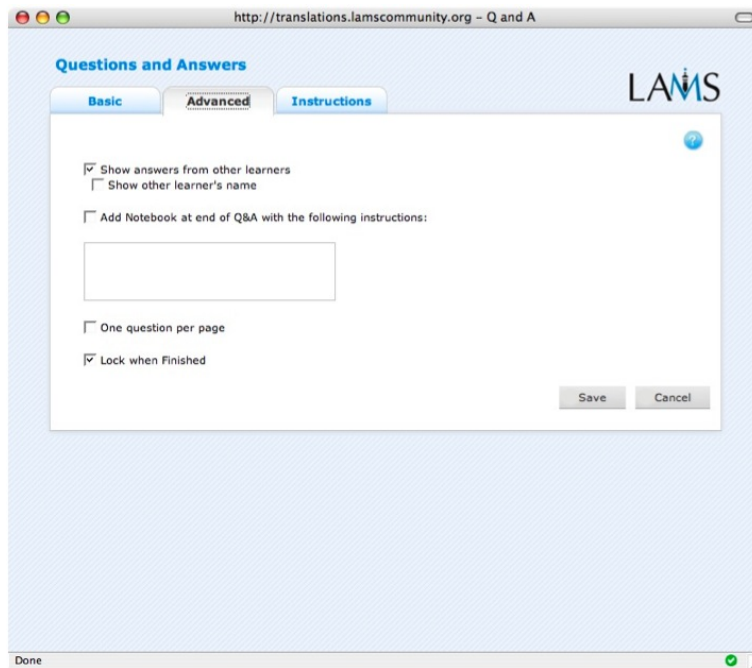 http://translations.lamscommunity.org – Q and A
Questions and Answers
LAMS
Basic Advanced Instructions
?
Show answers from other learners
Show other learner's name
Add Notebook at end of Q&A with the following instructions:
One question per page
Lock when Finished
Save Cancel
Done